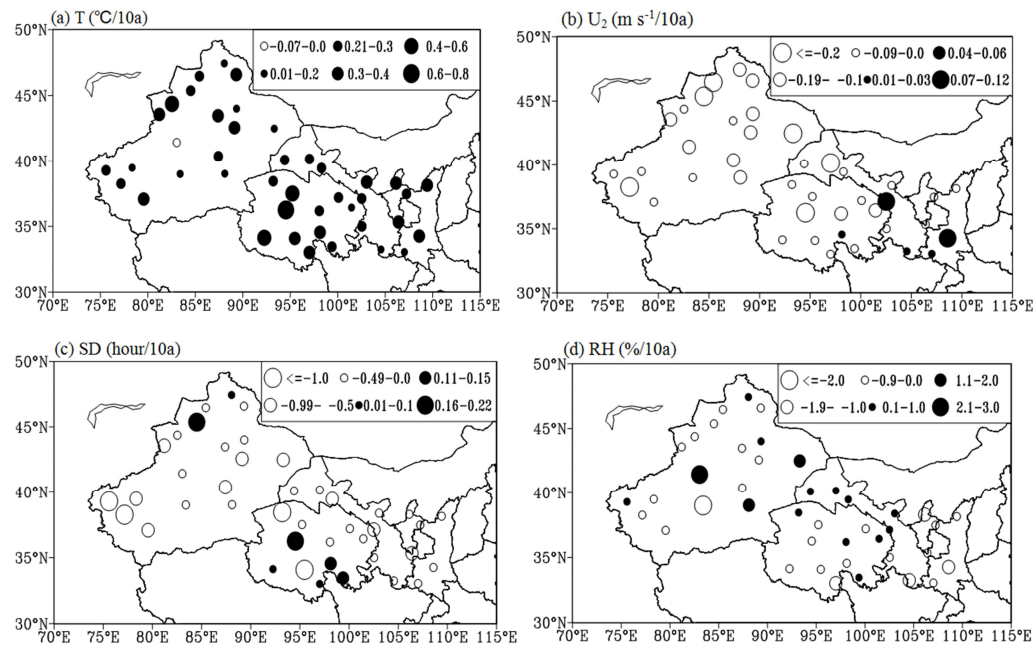 (a) T (℃/10a)
50°N
45°N
40°N
35°N
30°N
-0.07-0.0 0.21-0.3 0.4-0.6
0.01-0.2 0.3-0.4 0.6-0.8
70°E 75°E 80°E 85°E 90°E 95°E 100°E 105°E 110°E 115°E
(b) U₂ (m s⁻¹/10a)
50°N
45°N
40°N
35°N
30°N
<=-0.2 -0.09-0.0 0.04-0.06
-0.19- -0.1 0.01-0.03 0.07-0.12
70°E 75°E 80°E 85°E 90°E 95°E 100°E 105°E 110°E 115°E
(c) SD (hour/10a)
50°N
45°N
40°N
35°N
30°N
<=-1.0 -0.49-0.0 0.11-0.15
-0.99- -0.5 0.01-0.1 0.16-0.22
70°E 75°E 80°E 85°E 90°E 95°E 100°E 105°E 110°E 115°E
(d) RH (%/10a)
50°N
45°N
40°N
35°N
30°N
<=-2.0 -0.9-0.0 1.1-2.0
-1.9- -1.0 0.1-1.0 2.1-3.0
70°E 75°E 80°E 85°E 90°E 95°E 100°E 105°E 110°E 115°E